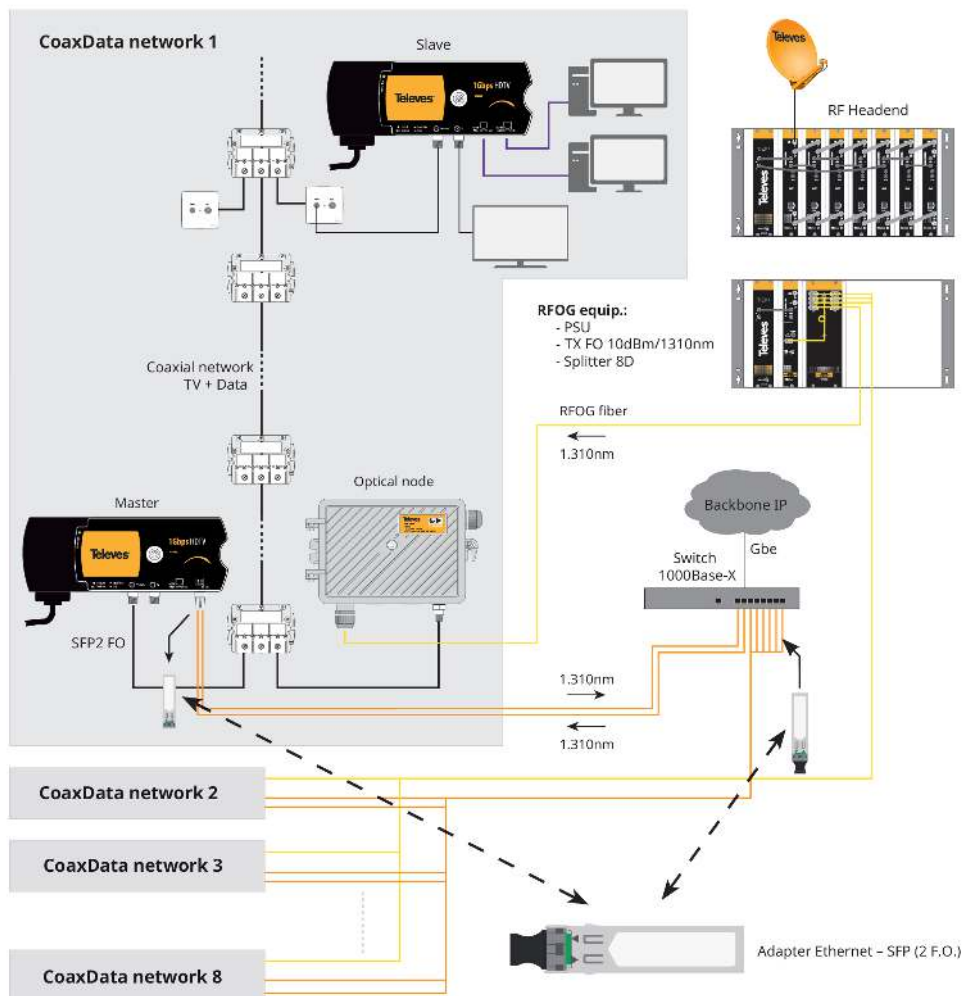 CoaxData network 1
Slave
Televes
1Gbps HDTV
Televes
RF Headend
Televes
Coaxial network
TV + Data
RFOG equip.:
- PSU
- TX FO 10dBm/1310nm
- Splitter 8D
Televes
RFOG fiber
1.310nm
Master
Optical node
Televes
1Gbps HDTV
Televes
Backbone IP
Gbe
Switch
1000Base-X
SFP2 FO
1.310nm
1.310nm
CoaxData network 2
CoaxData network 3
CoaxData network 8
Adapter Ethernet – SFP (2 F.O.)